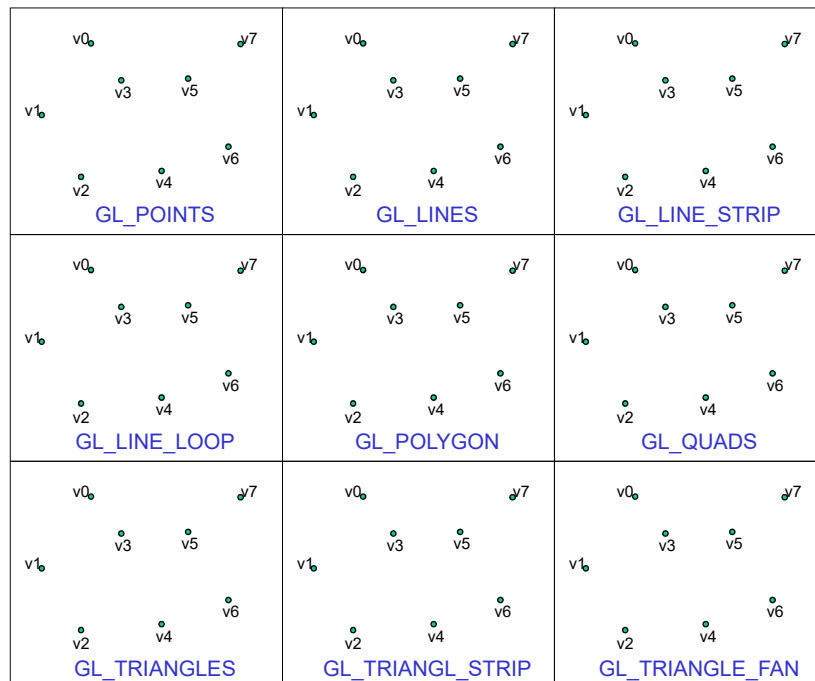 v0 v7 v0 v7 v0 v7
v3 v5 v3 v5 v3 v5
v1 v1 v1
v6 v6 v6
v2 v4 v2 v4 v2 v4
GL_POINTS GL_LINES GL_LINE_STRIP
v0 v7 v0 v7 v0 v7
v3 v5 v3 v5 v3 v5
v1 v1 v1
v6 v6 v6
v2 v4 v2 v4 v2 v4
GL_LINE_LOOP GL_POLYGON GL_QUADS
v0 v7 v0 v7 v0 v7
v3 v5 v3 v5 v3 v5
v1 v1 v1
v6 v6 v6
v2 v4 v2 v4 v2 v4
GL_TRIANGLES GL_TRIANGL_STRIP GL_TRIANGLE_FAN